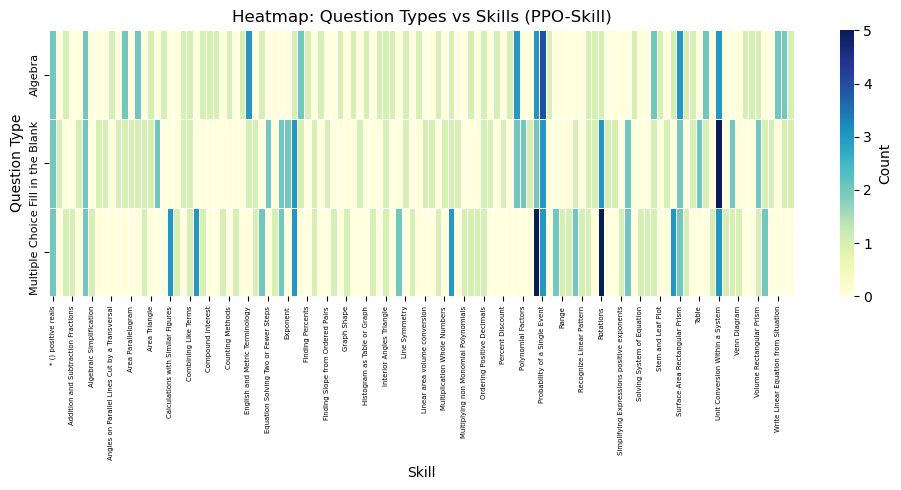 Heatmap: Question Types vs Skills (PPO-Skill)
Question Type
Algebra
Fill in the Blank
Multiple Choice
* () positive reals
Addition and Subtraction Fractions
Algebraic Simplification
Angles on Parallel Lines Cut by a Transversal
Area Parallelogram
Area Triangle
Calculations with Similar Figures
Combining Like Terms
Compound Interest
Counting Methods
English and Metric Terminology
Equation Solving Two or Fewer Steps
Exponent
Finding Percents
Finding Slope from Ordered Pairs
Graph Shape
Histogram as Table or Graph
Interior Angles Triangle
Line Symmetry
Linear area volume conversion
Multiplication Whole Numbers
Multiplying non Monomial Polynomials
Ordering Positive Decimals
Percent Discount
Polynomial Factors
Probability of a Single Event
Range
Recognize Linear Pattern
Rotations
Simplifying Expressions positive exponents
Solving System of Equation
Stem and Leaf Plot
Surface Area Rectangular Prism
Table
Unit Conversion Within a System
Venn Diagram
Volume Rectangular Prism
Write Linear Equation from Situation
Skill
5
4
3
2
1
0
Count